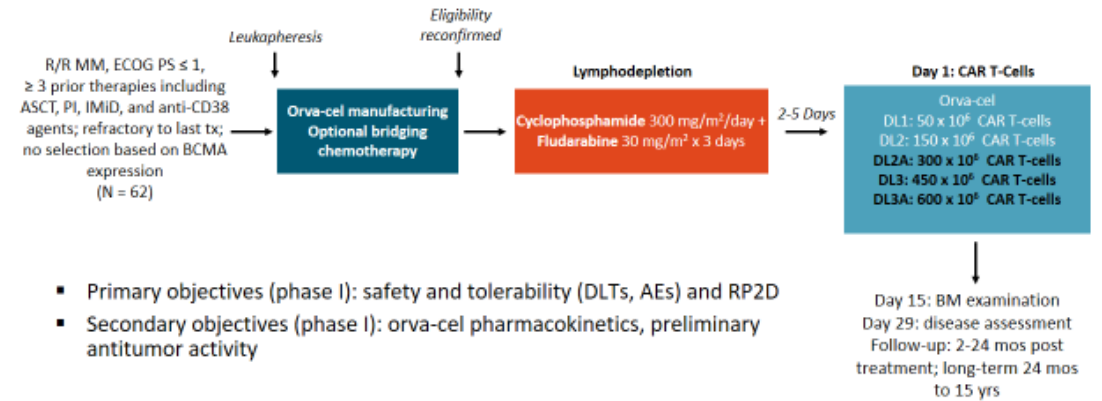 Leukapheresis
Eligibility
reconfirmed
R/R MM, ECOG PS ≤ 1,
≥ 3 prior therapies including
ASCT, PI, IMiD, and anti-CD38
agents; refractory to last tx;
no selection based on BCMA
expression
(N = 62)
Orva-cel manufacturing
Optional bridging
chemotherapy
Lymphodepletion
Cyclophosphamide 300 mg/m²/day +
Fludarabine 30 mg/m² x 3 days
2-5 Days
Day 1: CAR T-Cells
Orva-cel
DL1: 50 x 10⁶ CAR T-cells
DL2: 150 x 10⁶ CAR T-cells
DL2A: 300 x 10⁶ CAR T-cells
DL3: 450 x 10⁶ CAR T-cells
DL3A: 600 x 10⁶ CAR T-cells
▪ Primary objectives (phase I): safety and tolerability (DLTs, AEs) and RP2D
▪ Secondary objectives (phase I): orva-cel pharmacokinetics, preliminary
antitumor activity
Day 15: BM examination
Day 29: disease assessment
Follow-up: 2-24 mos post
treatment; long-term 24 mos
to 15 yrs